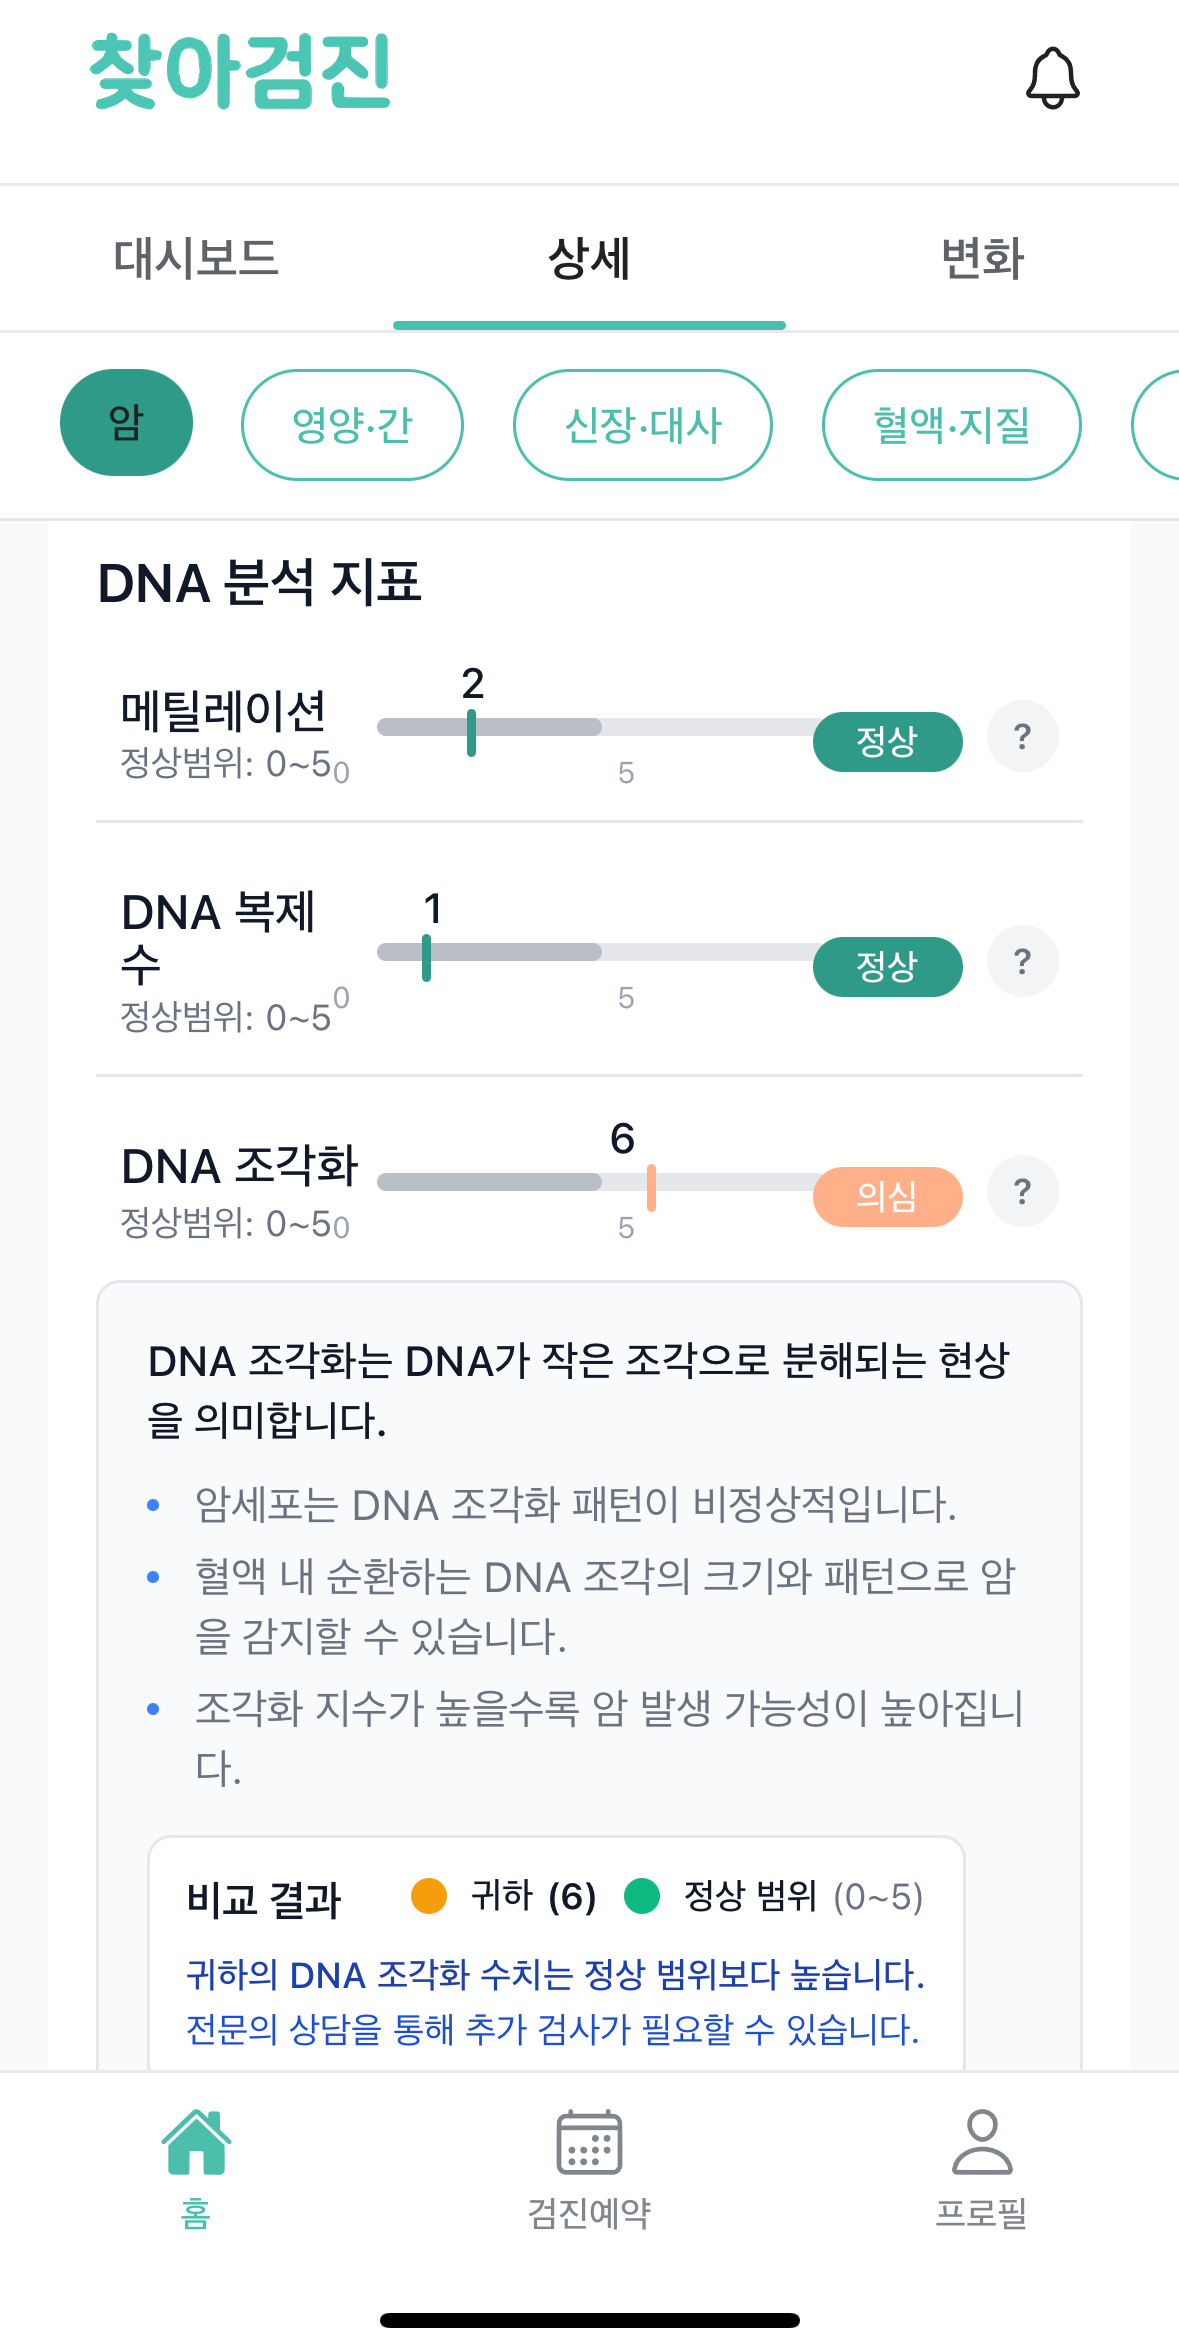 찾아검진
대시보드 상세 변화
암 영양·간 신장·대사 혈액·지질
DNA 분석 지표
2
메틸레이션
정상
?
정상범위: 0~5
0 5
1
DNA 복제
수
정상
?
정상범위: 0~5
0 5
6
DNA 조각화
의심
?
정상범위: 0~5
0 5
DNA 조각화는 DNA가 작은 조각으로 분해되는 현상
을 의미합니다.
• 암세포는 DNA 조각화 패턴이 비정상적입니다.
• 혈액 내 순환하는 DNA 조각의 크기와 패턴으로 암
을 감지할 수 있습니다.
• 조각화 지수가 높을수록 암 발생 가능성이 높아집니
다.
비교 결과 귀하 (6) 정상 범위 (0~5)
귀하의 DNA 조각화 수치는 정상 범위보다 높습니다.
전문의 상담을 통해 추가 검사가 필요할 수 있습니다.
홈 검진예약 프로필